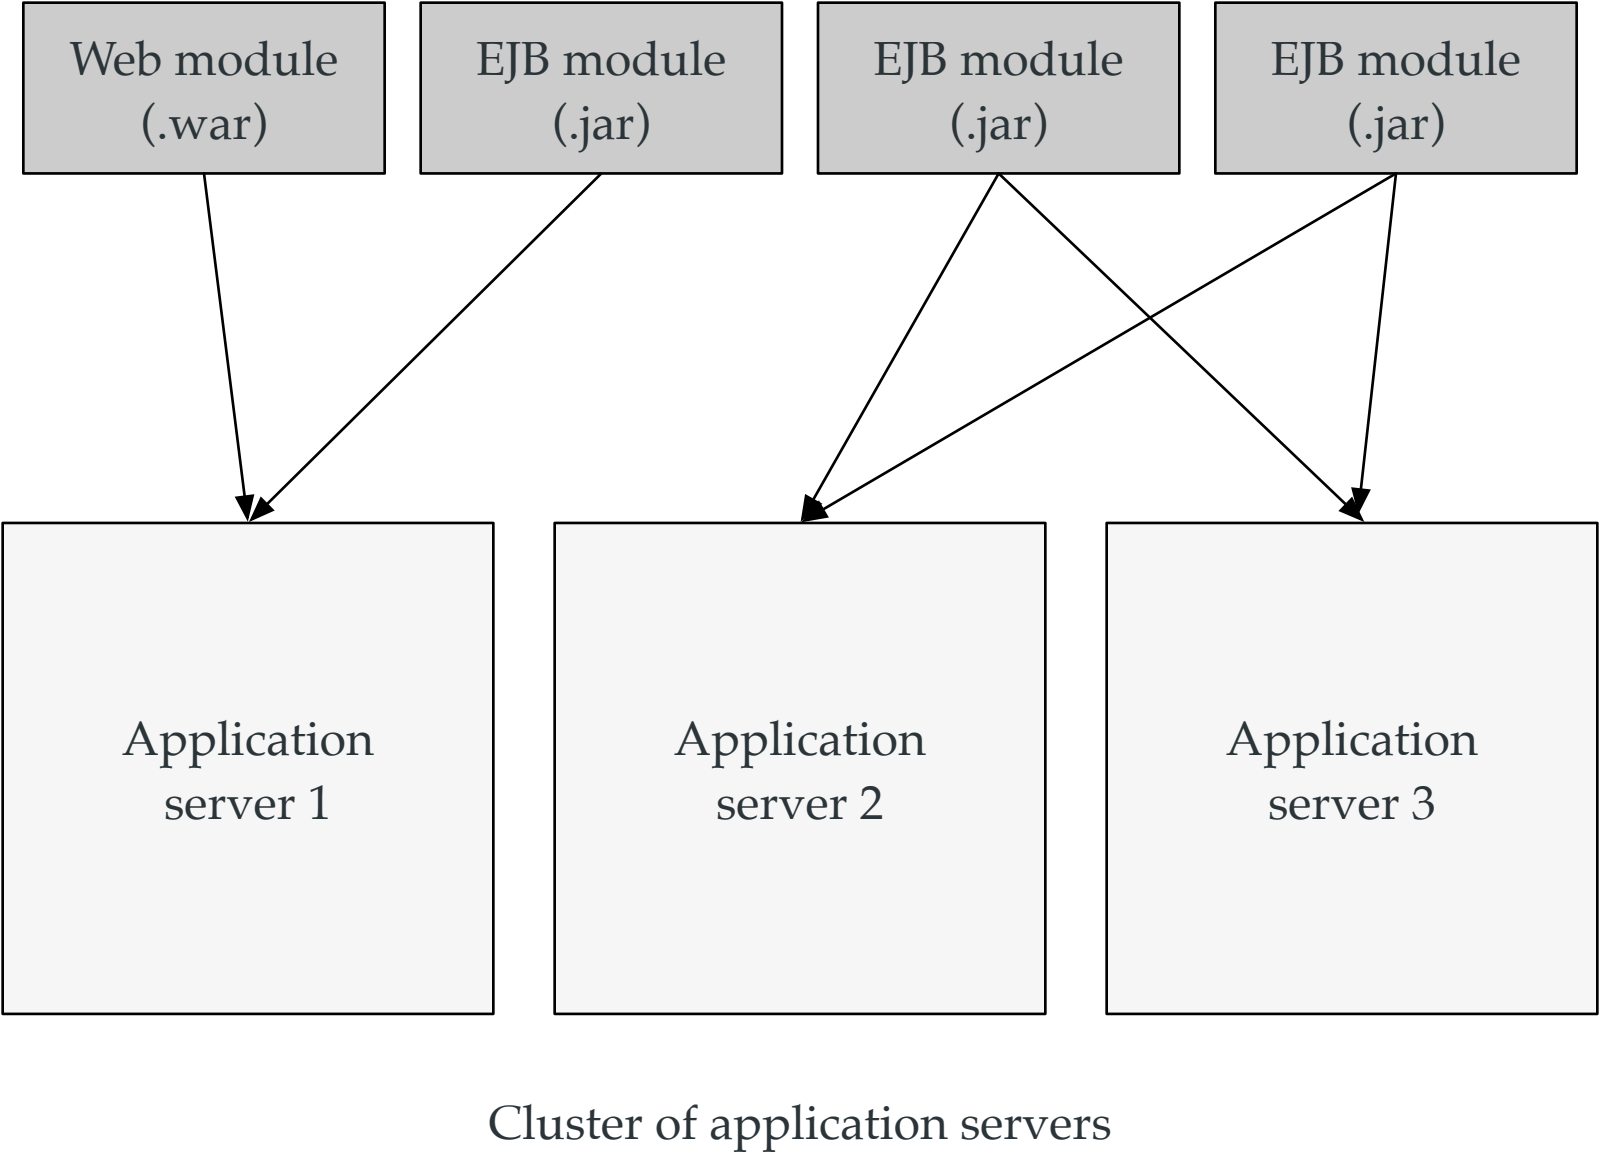 Web module
(.war)
EJB module
(.jar)
EJB module
(.jar)
EJB module
(.jar)
Application
server 1
Application
server 2
Application
server 3
Cluster of application servers